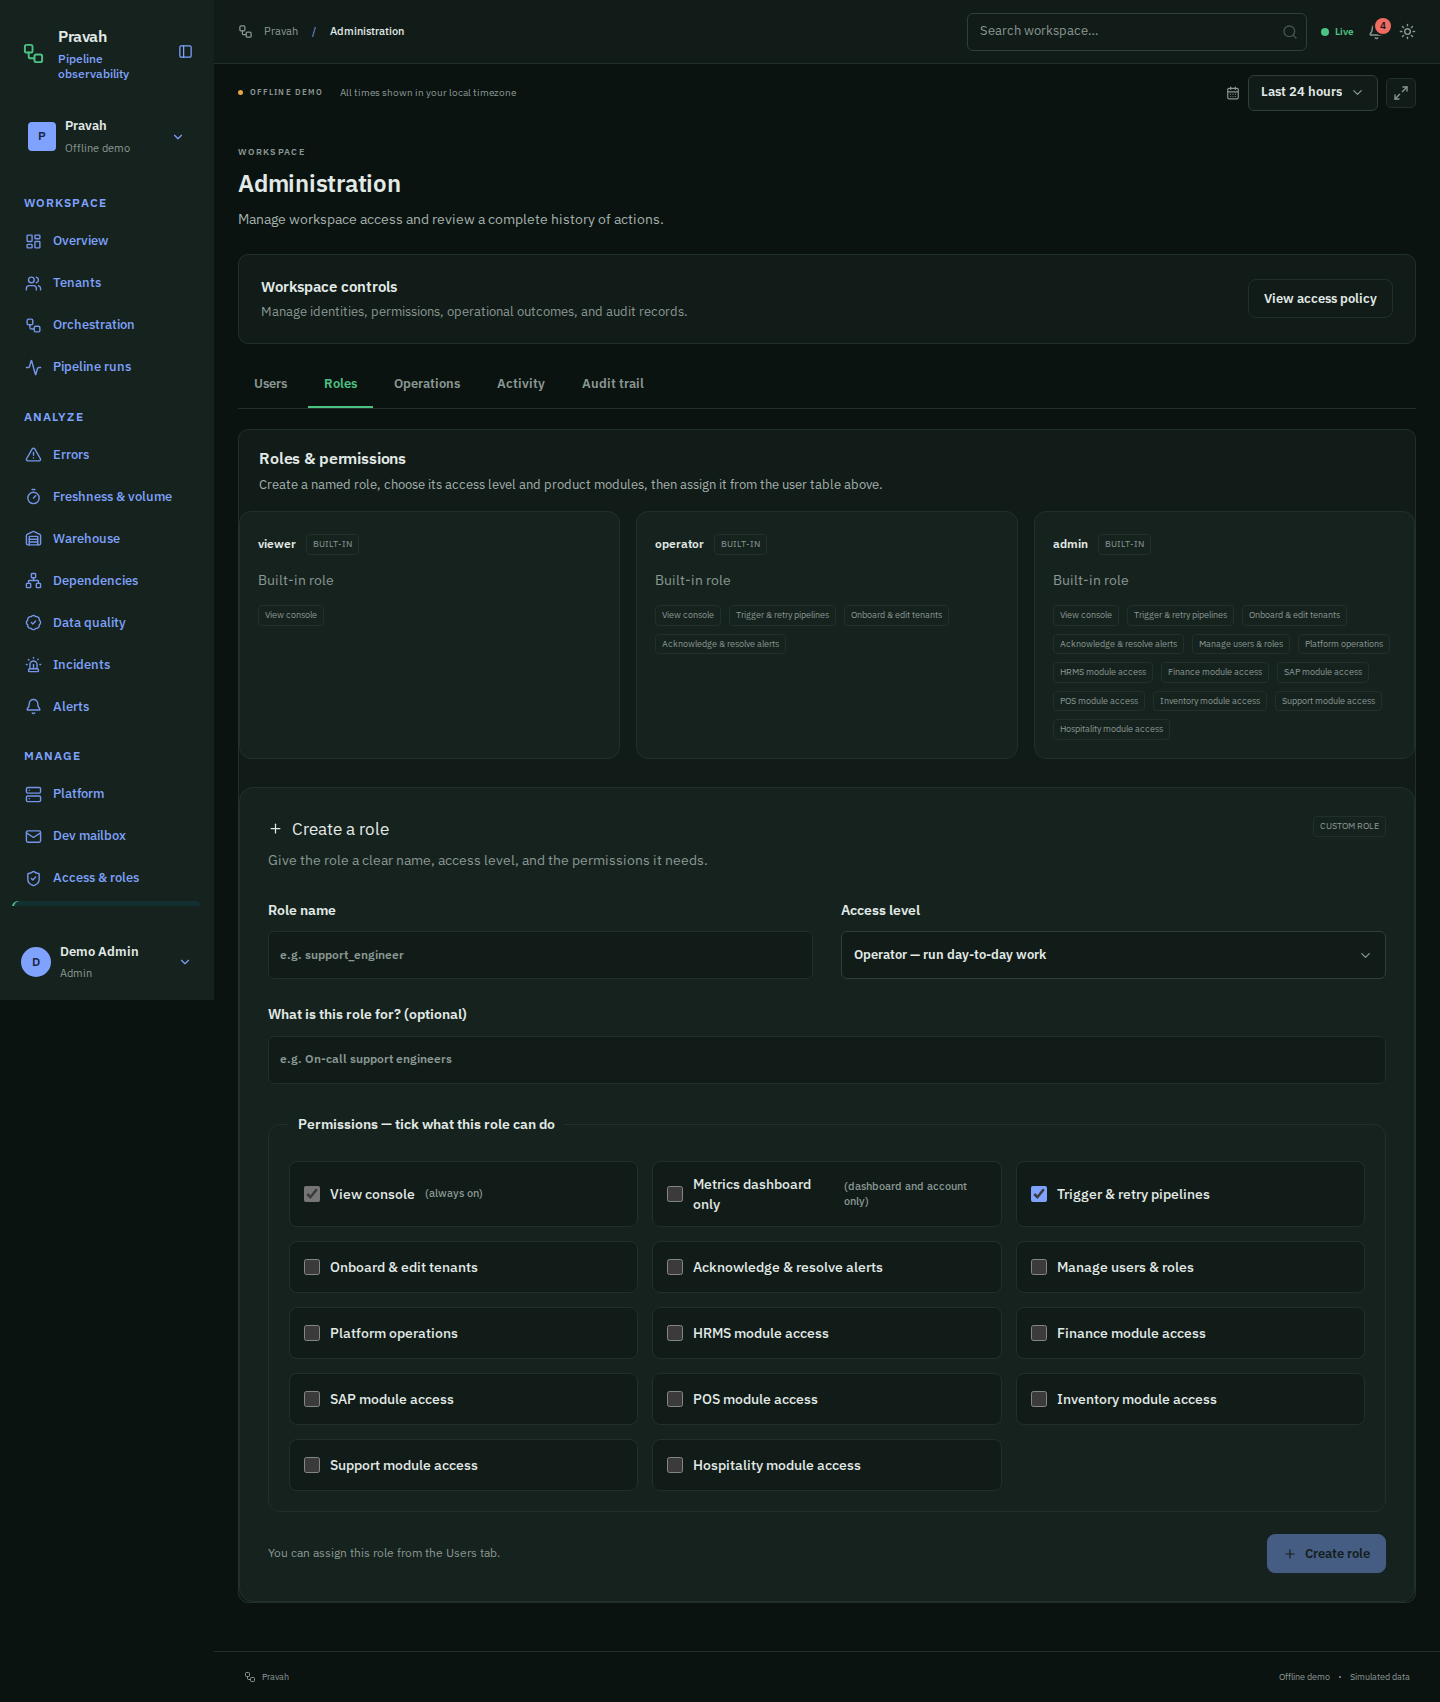 Pravah
Pipeline
observability
P
Pravah
Offline demo
WORKSPACE
Overview
Tenants
Orchestration
Pipeline runs
ANALYZE
Errors
Freshness & volume
Warehouse
Dependencies
Data quality
Incidents
Alerts
MANAGE
Platform
Dev mailbox
Access & roles
D
Demo Admin
Admin
Pravah / Administration
Search workspace...
Live
4
OFFLINE DEMO All times shown in your local timezone
Last 24 hours
WORKSPACE
Administration
Manage workspace access and review a complete history of actions.
Workspace controls
Manage identities, permissions, operational outcomes, and audit records.
View access policy
Users Roles Operations Activity Audit trail
Roles & permissions
Create a named role, choose its access level and product modules, then assign it from the user table above.
viewer BUILT-IN
Built-in role
View console
operator BUILT-IN
Built-in role
View console Trigger & retry pipelines Onboard & edit tenants
Acknowledge & resolve alerts
admin BUILT-IN
Built-in role
View console Trigger & retry pipelines Onboard & edit tenants
Acknowledge & resolve alerts Manage users & roles Platform operations
HRMS module access Finance module access SAP module access
POS module access Inventory module access Support module access
Hospitality module access
Create a role
CUSTOM ROLE
Give the role a clear name, access level, and the permissions it needs.
Role name
e.g. support_engineer
Access level
Operator — run day-to-day work
What is this role for? (optional)
e.g. On-call support engineers
Permissions — tick what this role can do
View console (always on)
Metrics dashboard
only
(dashboard and account
only)
Trigger & retry pipelines
Onboard & edit tenants
Acknowledge & resolve alerts
Manage users & roles
Platform operations
HRMS module access
Finance module access
SAP module access
POS module access
Inventory module access
Support module access
Hospitality module access
You can assign this role from the Users tab.
Create role
Pravah
Offline demo • Simulated data